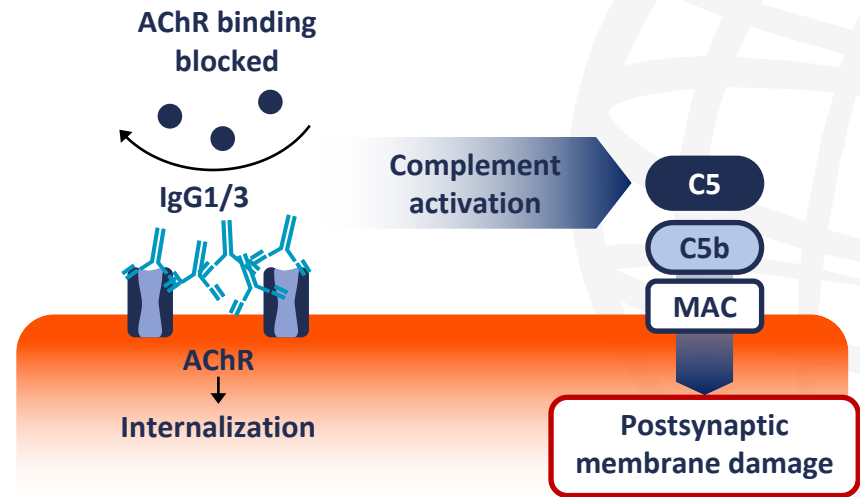 AChR binding
blocked
IgG1/3
Complement
activation
C5
C5b
MAC
AChR
Internalization
Postsynaptic
membrane damage